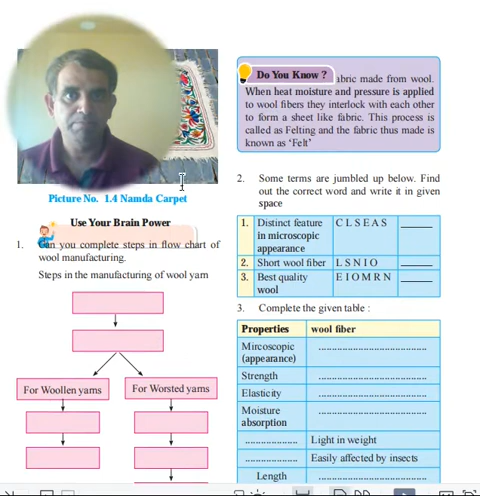 Picture No. 1.4 Namda Carpet
Use Your Brain Power
1. Can you complete steps in flow chart of
wool manufacturing.
Steps in the manufacturing of wool yarn
For Woollen yarns
For Worsted yarns
Do You Know ?
abric made from wool.
When heat moisture and pressure is applied
to wool fibers they interlock with each other
to form a sheet like fabric. This process is
called as Felting and the fabric thus made is
known as ‘Felt’
2. Some terms are jumbled up below. Find
out the correct word and write it in given
space
1. Distinct feature C L S E A S ______
in microscopic
appearance
2. Short wool fiber L S N I O ______
3. Best quality E I O M R N ______
wool
3. Complete the given table :
Properties wool fiber
Mircoscopic ........................................
(appearance)
Strength ........................................
Elasticity ........................................
Moisture ........................................
absorption
.................... Light in weight
.................... Easily affected by insects
Length ........................................